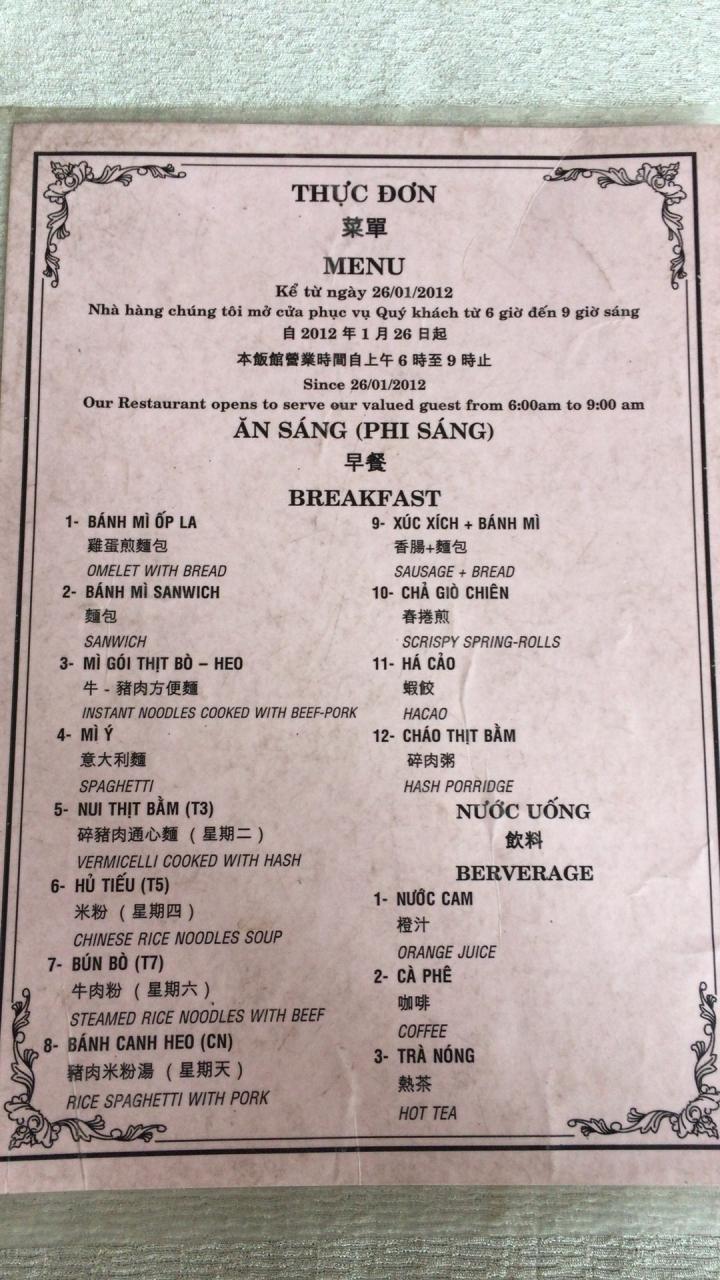 THỰC ĐƠN
菜單
MENU
Kể từ ngày 26/01/2012
Nhà hàng chúng tôi mở cửa phục vụ Quý khách từ 6 giờ đến 9 giờ sáng
自 2012 年 1 月 26 日起
本飯館營業時間自上午 6 時至 9 時止
Since 26/01/2012
Our Restaurant opens to serve our valued guest from 6:00am to 9:00 am
ĂN SÁNG (PHI SÁNG)
早餐
BREAKFAST
1- BÁNH MÌ ỐP LA
雞蛋煎麵包
OMELET WITH BREAD
2- BÁNH MÌ SANWICH
麵包
SANWICH
3- MÌ GÓI THỊT BÒ – HEO
牛 - 豬肉方便麵
INSTANT NOODLES COOKED WITH BEEF-PORK
4- MÌ Ý
意大利麵
SPAGHETTI
5- NUI THỊT BẰM (T3)
碎豬肉通心麵 （星期二）
VERMICELLI COOKED WITH HASH
6- HỦ TIẾU (T5)
米粉 （星期四）
CHINESE RICE NOODLES SOUP
7- BÚN BÒ (T7)
牛肉粉 （星期六）
STEAMED RICE NOODLES WITH BEEF
8- BÁNH CANH HEO (CN)
豬肉米粉湯 （星期天）
RICE SPAGHETTI WITH PORK
9- XÚC XÍCH + BÁNH MÌ
香腸+麵包
SAUSAGE + BREAD
10- CHẢ GIÒ CHIÊN
春捲煎
SCRISPY SPRING-ROLLS
11- HÁ CẢO
蝦餃
HACAO
12- CHÁO THỊT BẰM
碎肉粥
HASH PORRIDGE
NƯỚC UỐNG
飲料
BERVERAGE
1- NƯỚC CAM
橙汁
ORANGE JUICE
2- CÀ PHÊ
咖啡
COFFEE
3- TRÀ NÓNG
熱茶
HOT TEA